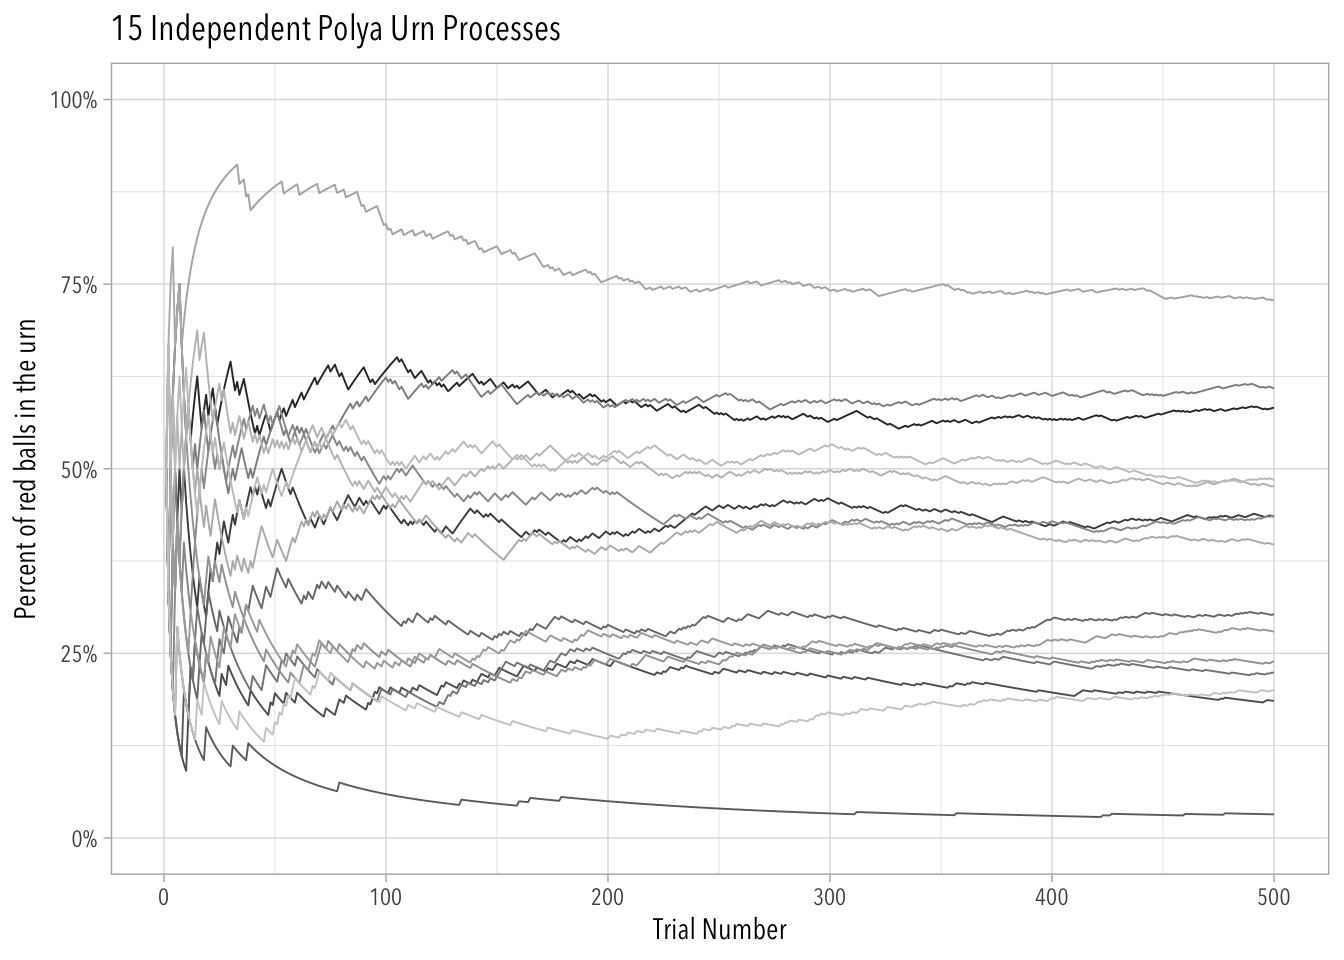 15 Independent Polya Urn Processes
100%
75%
50%
25%
0%
Percent of red balls in the urn
0 100 200 300 400 500
Trial Number